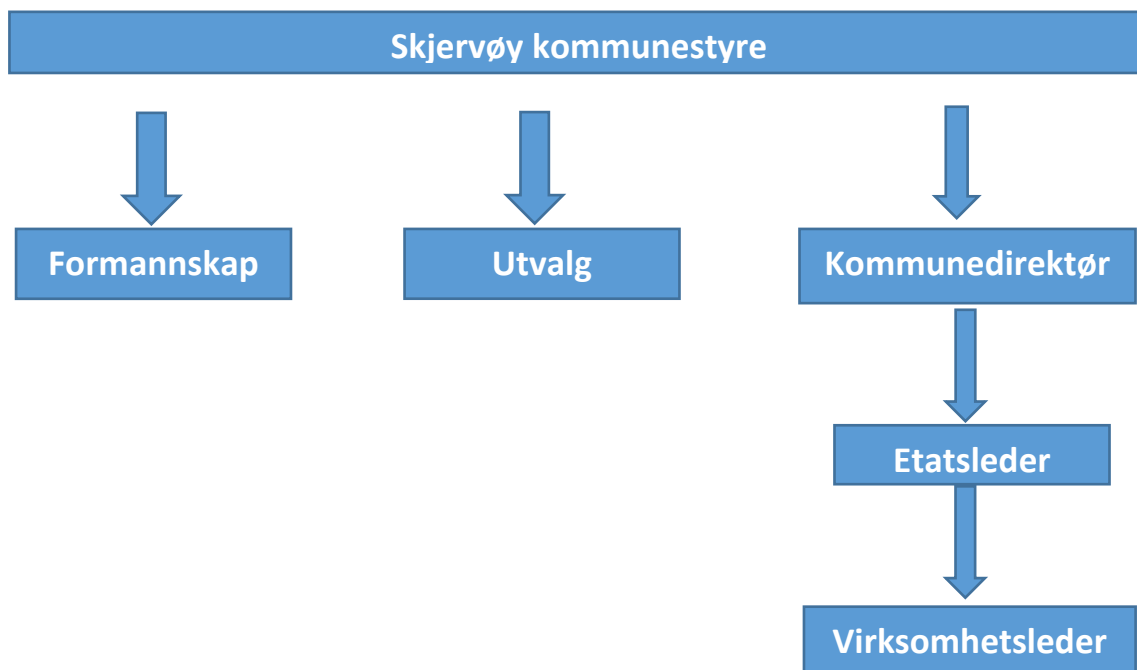 Skjervøy kommunestyre
Formannskap
Utvalg
Kommunedirektør
Etatsleder
Virksomhetsleder